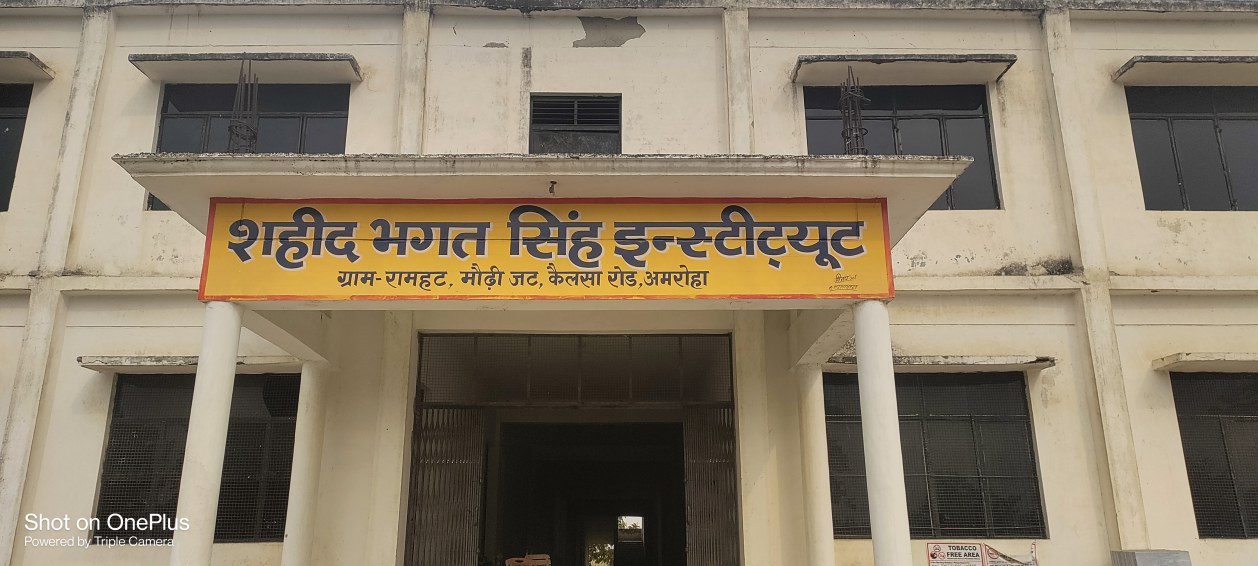 शहीद भगत सिंह इन्स्टीट्यूट
ग्राम-रामहट, मौढ़ी जट, कैलसा रोड,अमरोहा
TOBACCO
FREE AREA
Shot on OnePlus
Powered by Triple Camera